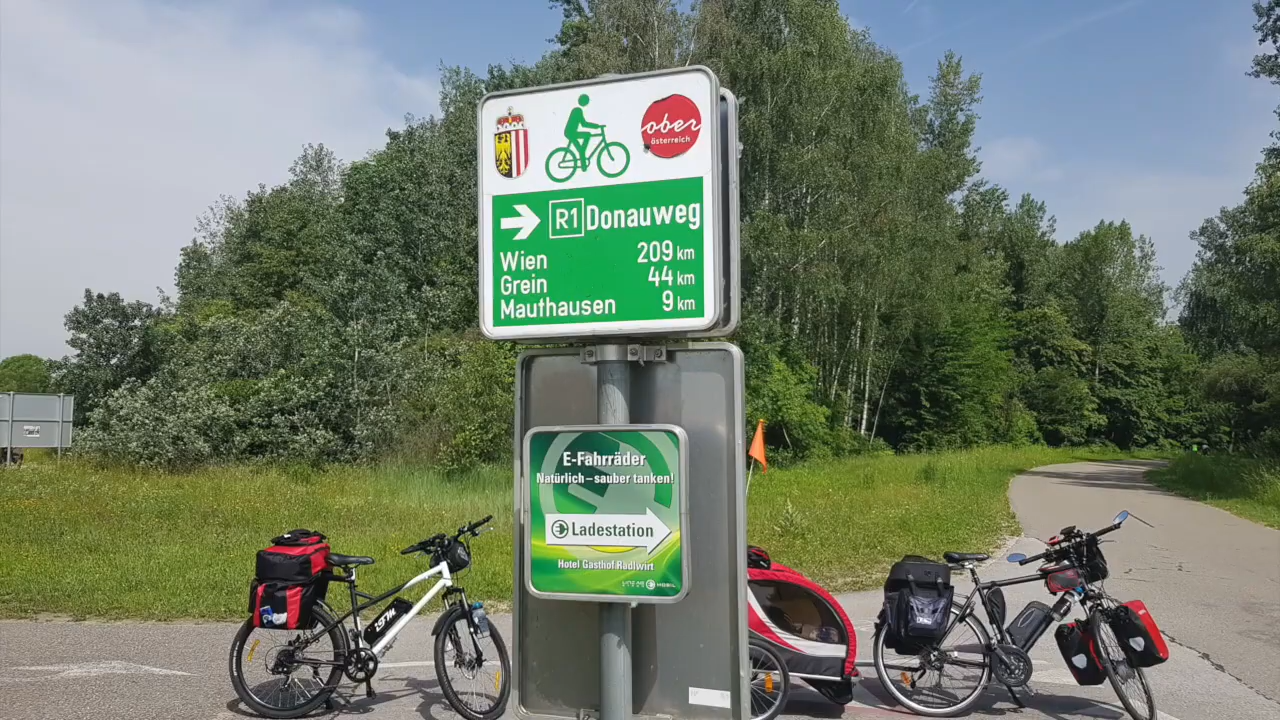 ober
österreich
R1 Donauweg
Wien 209 km
Grein 44 km
Mauthausen 9 km
E-Fahrräder
Natürlich – sauber tanken!
Ladestation
Hotel Gasthof Radlwirt